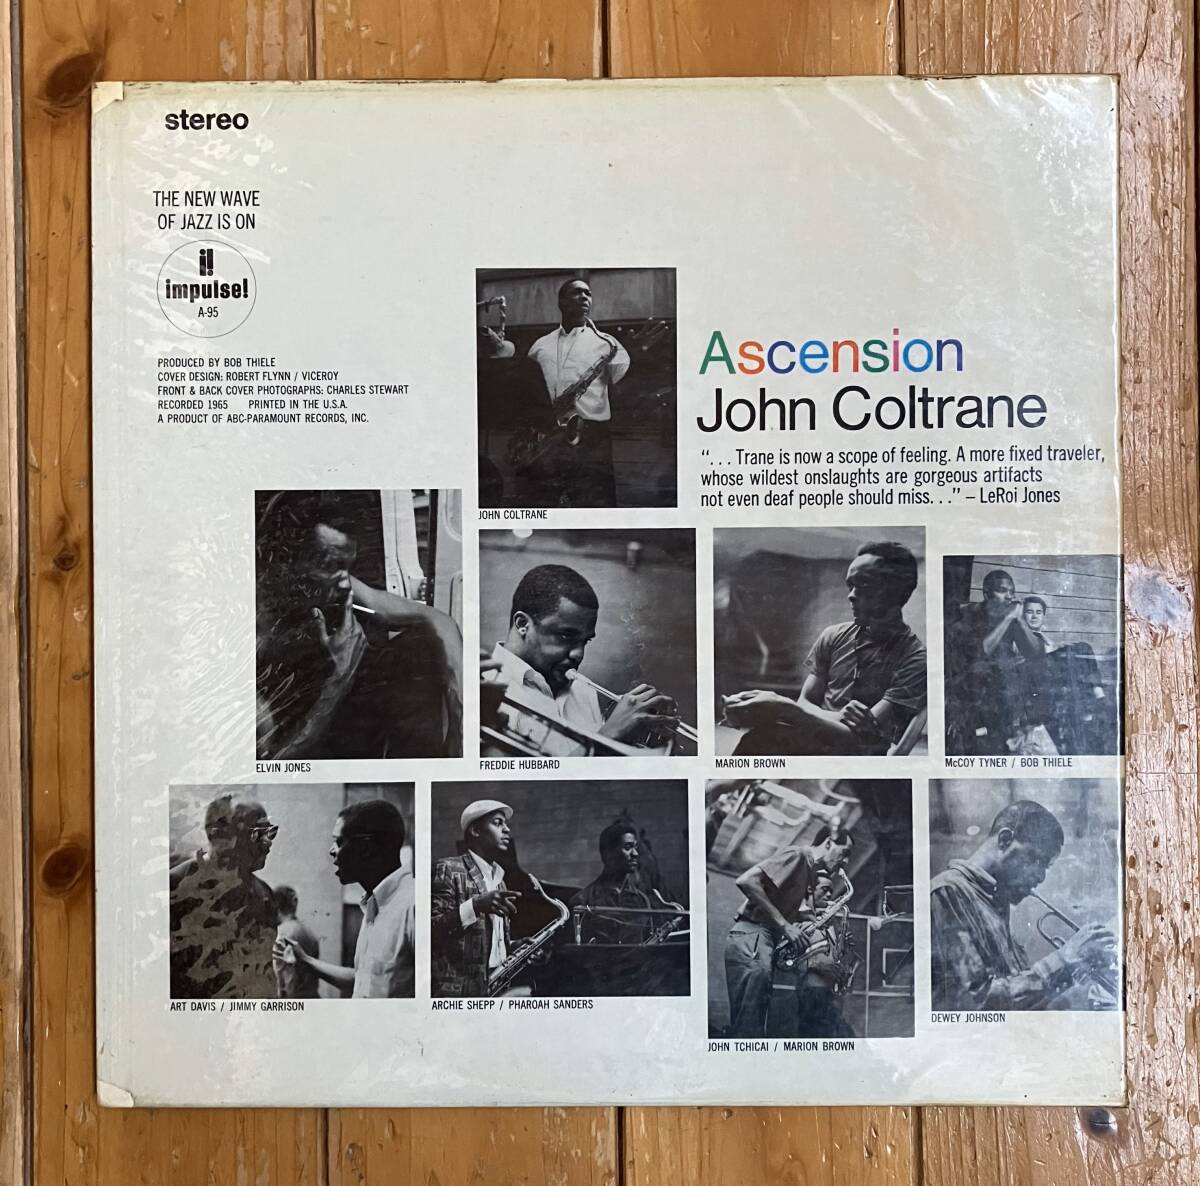 stereo
THE NEW WAVE
OF JAZZ IS ON
i!
impulse!
A-95
PRODUCED BY BOB THIELE
COVER DESIGN: ROBERT FLYNN / VICEROY
FRONT & BACK COVER PHOTOGRAPHS: CHARLES STEWART
RECORDED 1965 PRINTED IN THE U.S.A.
A PRODUCT OF ABC-PARAMOUNT RECORDS, INC.
Ascension
John Coltrane
“. . . Trane is now a scope of feeling. A more fixed traveler,
whose wildest onslaughts are gorgeous artifacts
not even deaf people should miss. . .” – LeRoi Jones
JOHN COLTRANE
ELVIN JONES
FREDDIE HUBBARD
MARION BROWN
McCOY TYNER / BOB THIELE
ART DAVIS / JIMMY GARRISON
ARCHIE SHEPP / PHAROAH SANDERS
JOHN TCHICAI / MARION BROWN
DEWEY JOHNSON